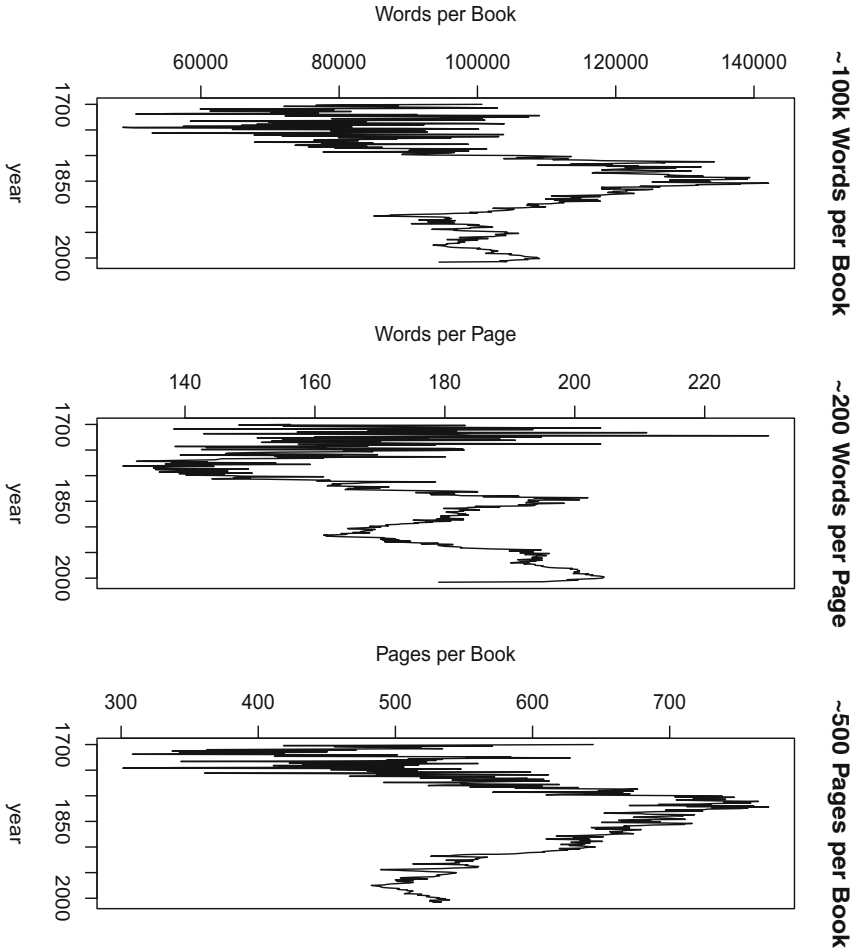 ~100k Words per Book
Words per Book
60000 80000 100000 120000 140000
1700 1850 2000
year
~200 Words per Page
Words per Page
140 160 180 200 220
1700 1850 2000
year
~500 Pages per Book
Pages per Book
300 400 500 600 700
1700 1850 2000
year